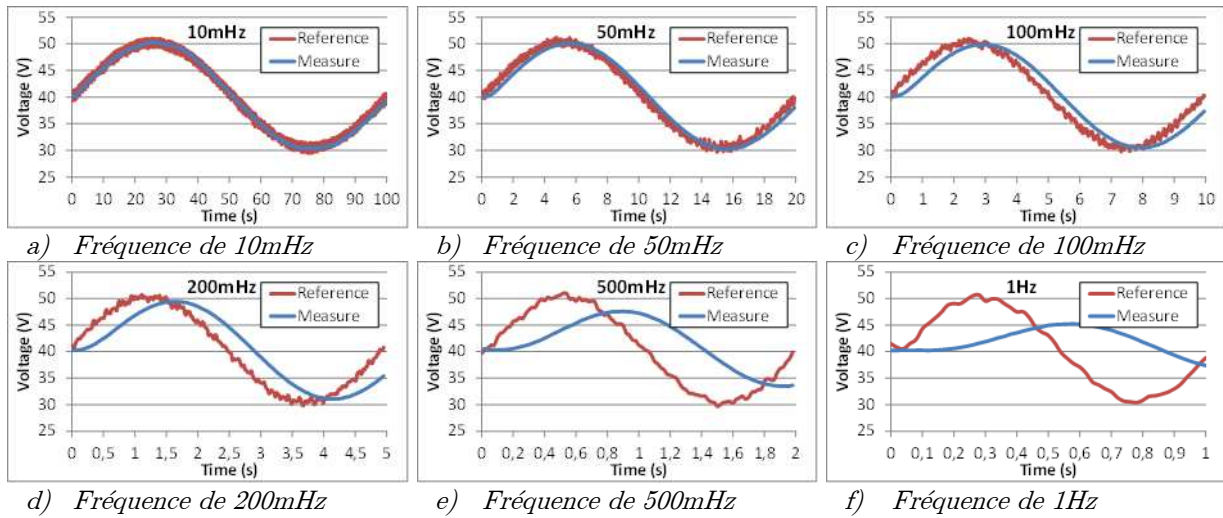 10mHz
Reference
Measure
Voltage (V)
55
50
45
40
35
30
25
0 10 20 30 40 50 60 70 80 90 100
Time (s)
a) Fréquence de 10mHz
50mHz
Reference
Measure
Voltage (V)
55
50
45
40
35
30
25
0 2 4 6 8 10 12 14 16 18 20
Time (s)
b) Fréquence de 50mHz
100mHz
Reference
Measure
Voltage (V)
55
50
45
40
35
30
25
0 1 2 3 4 5 6 7 8 9 10
Time (s)
c) Fréquence de 100mHz
200mHz
Reference
Measure
Voltage (V)
55
50
45
40
35
30
25
0 0,5 1 1,5 2 2,5 3 3,5 4 4,5 5
Time (s)
d) Fréquence de 200mHz
500mHz
Reference
Measure
Voltage (V)
55
50
45
40
35
30
25
0 0,2 0,4 0,6 0,8 1 1,2 1,4 1,6 1,8 2
Time (s)
e) Fréquence de 500mHz
1Hz
Reference
Measure
Voltage (V)
55
50
45
40
35
30
25
0 0,1 0,2 0,3 0,4 0,5 0,6 0,7 0,8 0,9 1
Time (s)
f) Fréquence de 1Hz